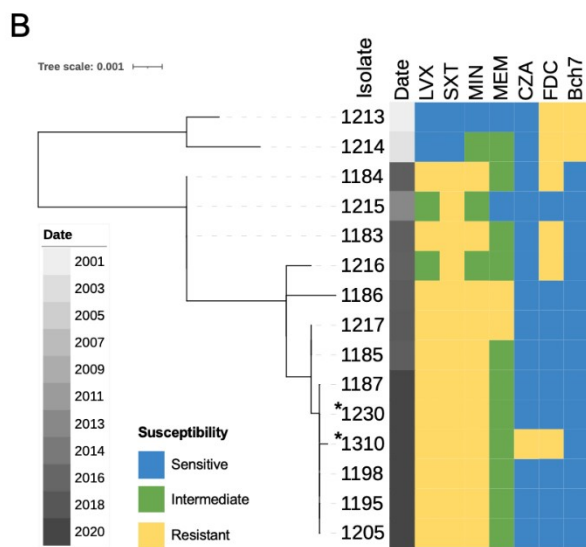 B
Tree scale: 0.001
Isolate
Date
LVX
SXT
MIN
MEM
CZA
FDC
Bch7
1213
1214
1184
1215
1183
1216
1186
1217
1185
1187
*1230
*1310
1198
1195
1205
Date
2001
2003
2005
2007
2009
2011
2013
2014
2016
2018
2020
Susceptibility
Sensitive
Intermediate
Resistant